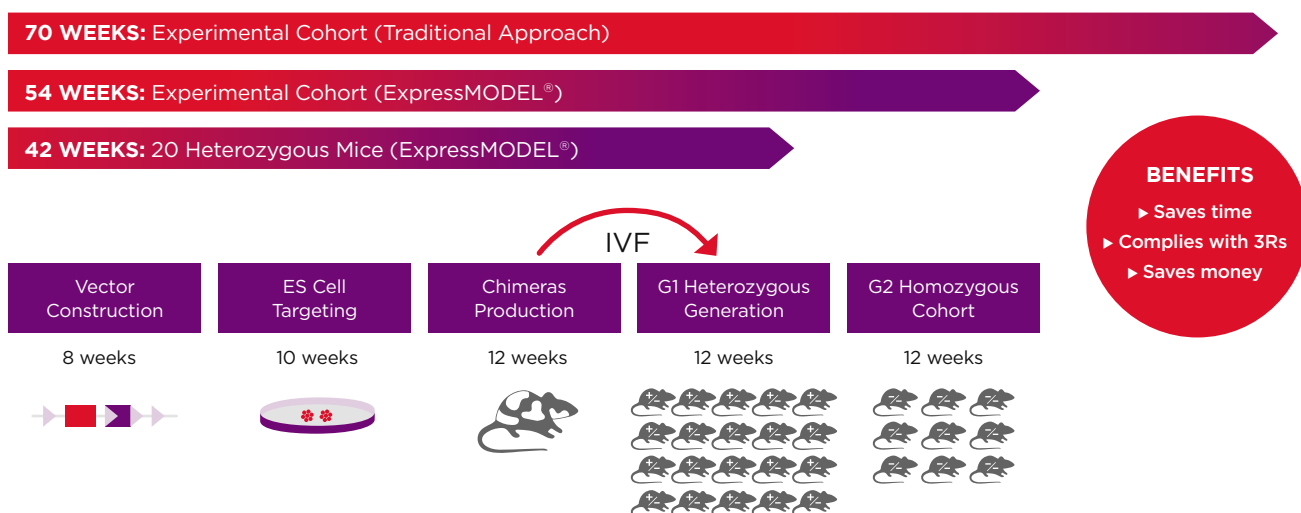 70 WEEKS: Experimental Cohort (Traditional Approach)
54 WEEKS: Experimental Cohort (ExpressMODEL®)
42 WEEKS: 20 Heterozygous Mice (ExpressMODEL®)
BENEFITS
▶ Saves time
▶ Complies with 3Rs
▶ Saves money
IVF
Vector
Construction
8 weeks
ES Cell
Targeting
10 weeks
Chimeras
Production
12 weeks
G1 Heterozygous
Generation
12 weeks
G2 Homozygous
Cohort
12 weeks
+/- +/- +/- +/- +/-
+/- +/- +/- +/- +/-
+/- +/- +/- +/- +/-
+/- +/- +/- +/- +/-
-/- -/- -/-
-/- -/- -/-
-/- -/- -/-